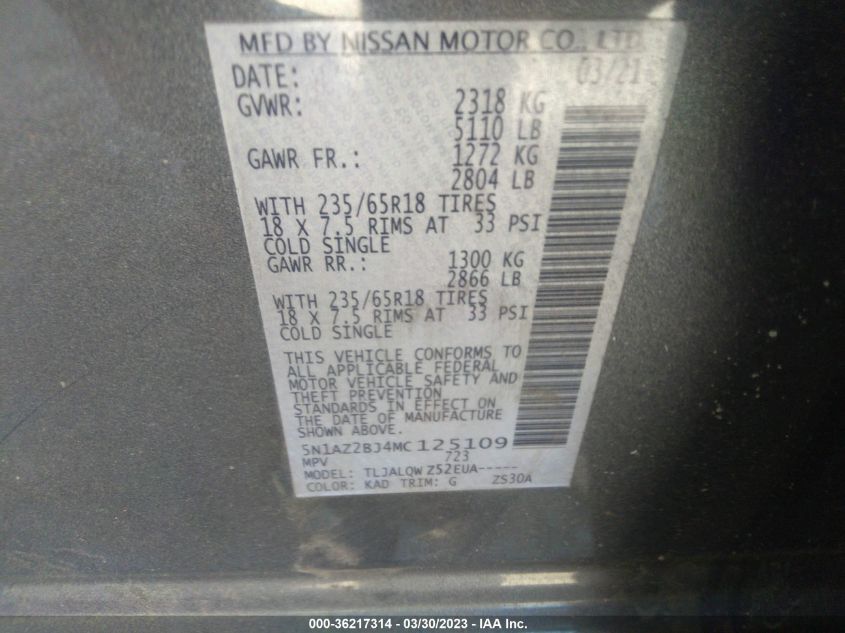 MFD BY NISSAN MOTOR CO., LTD.
DATE: 03/21
GVWR: 2318 KG
5110 LB
GAWR FR.: 1272 KG
2804 LB
WITH 235/65R18 TIRES
18 X 7.5 RIMS AT 33 PSI
COLD SINGLE
GAWR RR.: 1300 KG
2866 LB
WITH 235/65R18 TIRES
18 X 7.5 RIMS AT 33 PSI
COLD SINGLE
THIS VEHICLE CONFORMS TO
ALL APPLICABLE FEDERAL
MOTOR VEHICLE SAFETY AND
THEFT PREVENTION
STANDARDS IN EFFECT ON
THE DATE OF MANUFACTURE
SHOWN ABOVE.
5N1AZ2BJ4MC125109
MPV 723
MODEL: TLJALQW Z52EUA-----
COLOR: KAD TRIM: G ZS30A
000-36217314 - 03/30/2023 - IAA Inc.